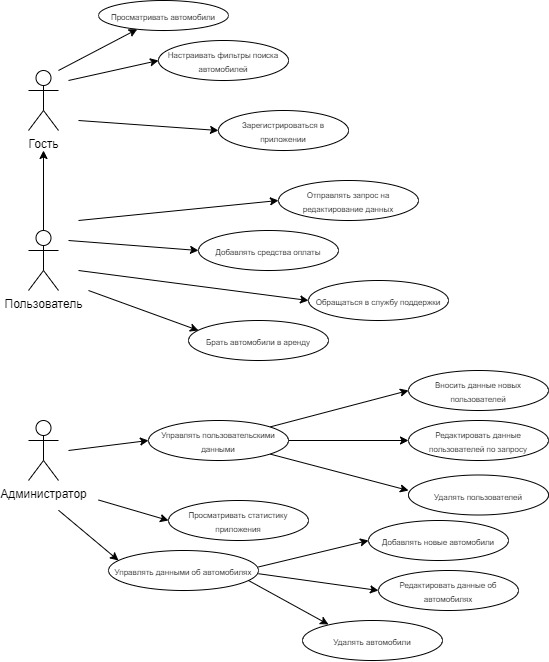 Просматривать автомобили
Настраивать фильтры поиска
автомобилей
Зарегистрироваться в
приложении
Гость
Отправлять запрос на
редактирование данных
Добавлять средства оплаты
Обращаться в службу поддержки
Пользователь
Брать автомобили в аренду
Вносить данные новых
пользователей
Управлять пользовательскими
данными
Редактировать данные
пользователей по запросу
Удалять пользователей
Администратор
Просматривать статистику
приложения
Добавлять новые автомобили
Управлять данными об автомобилях
Редактировать данные об
автомобилях
Удалять автомобили